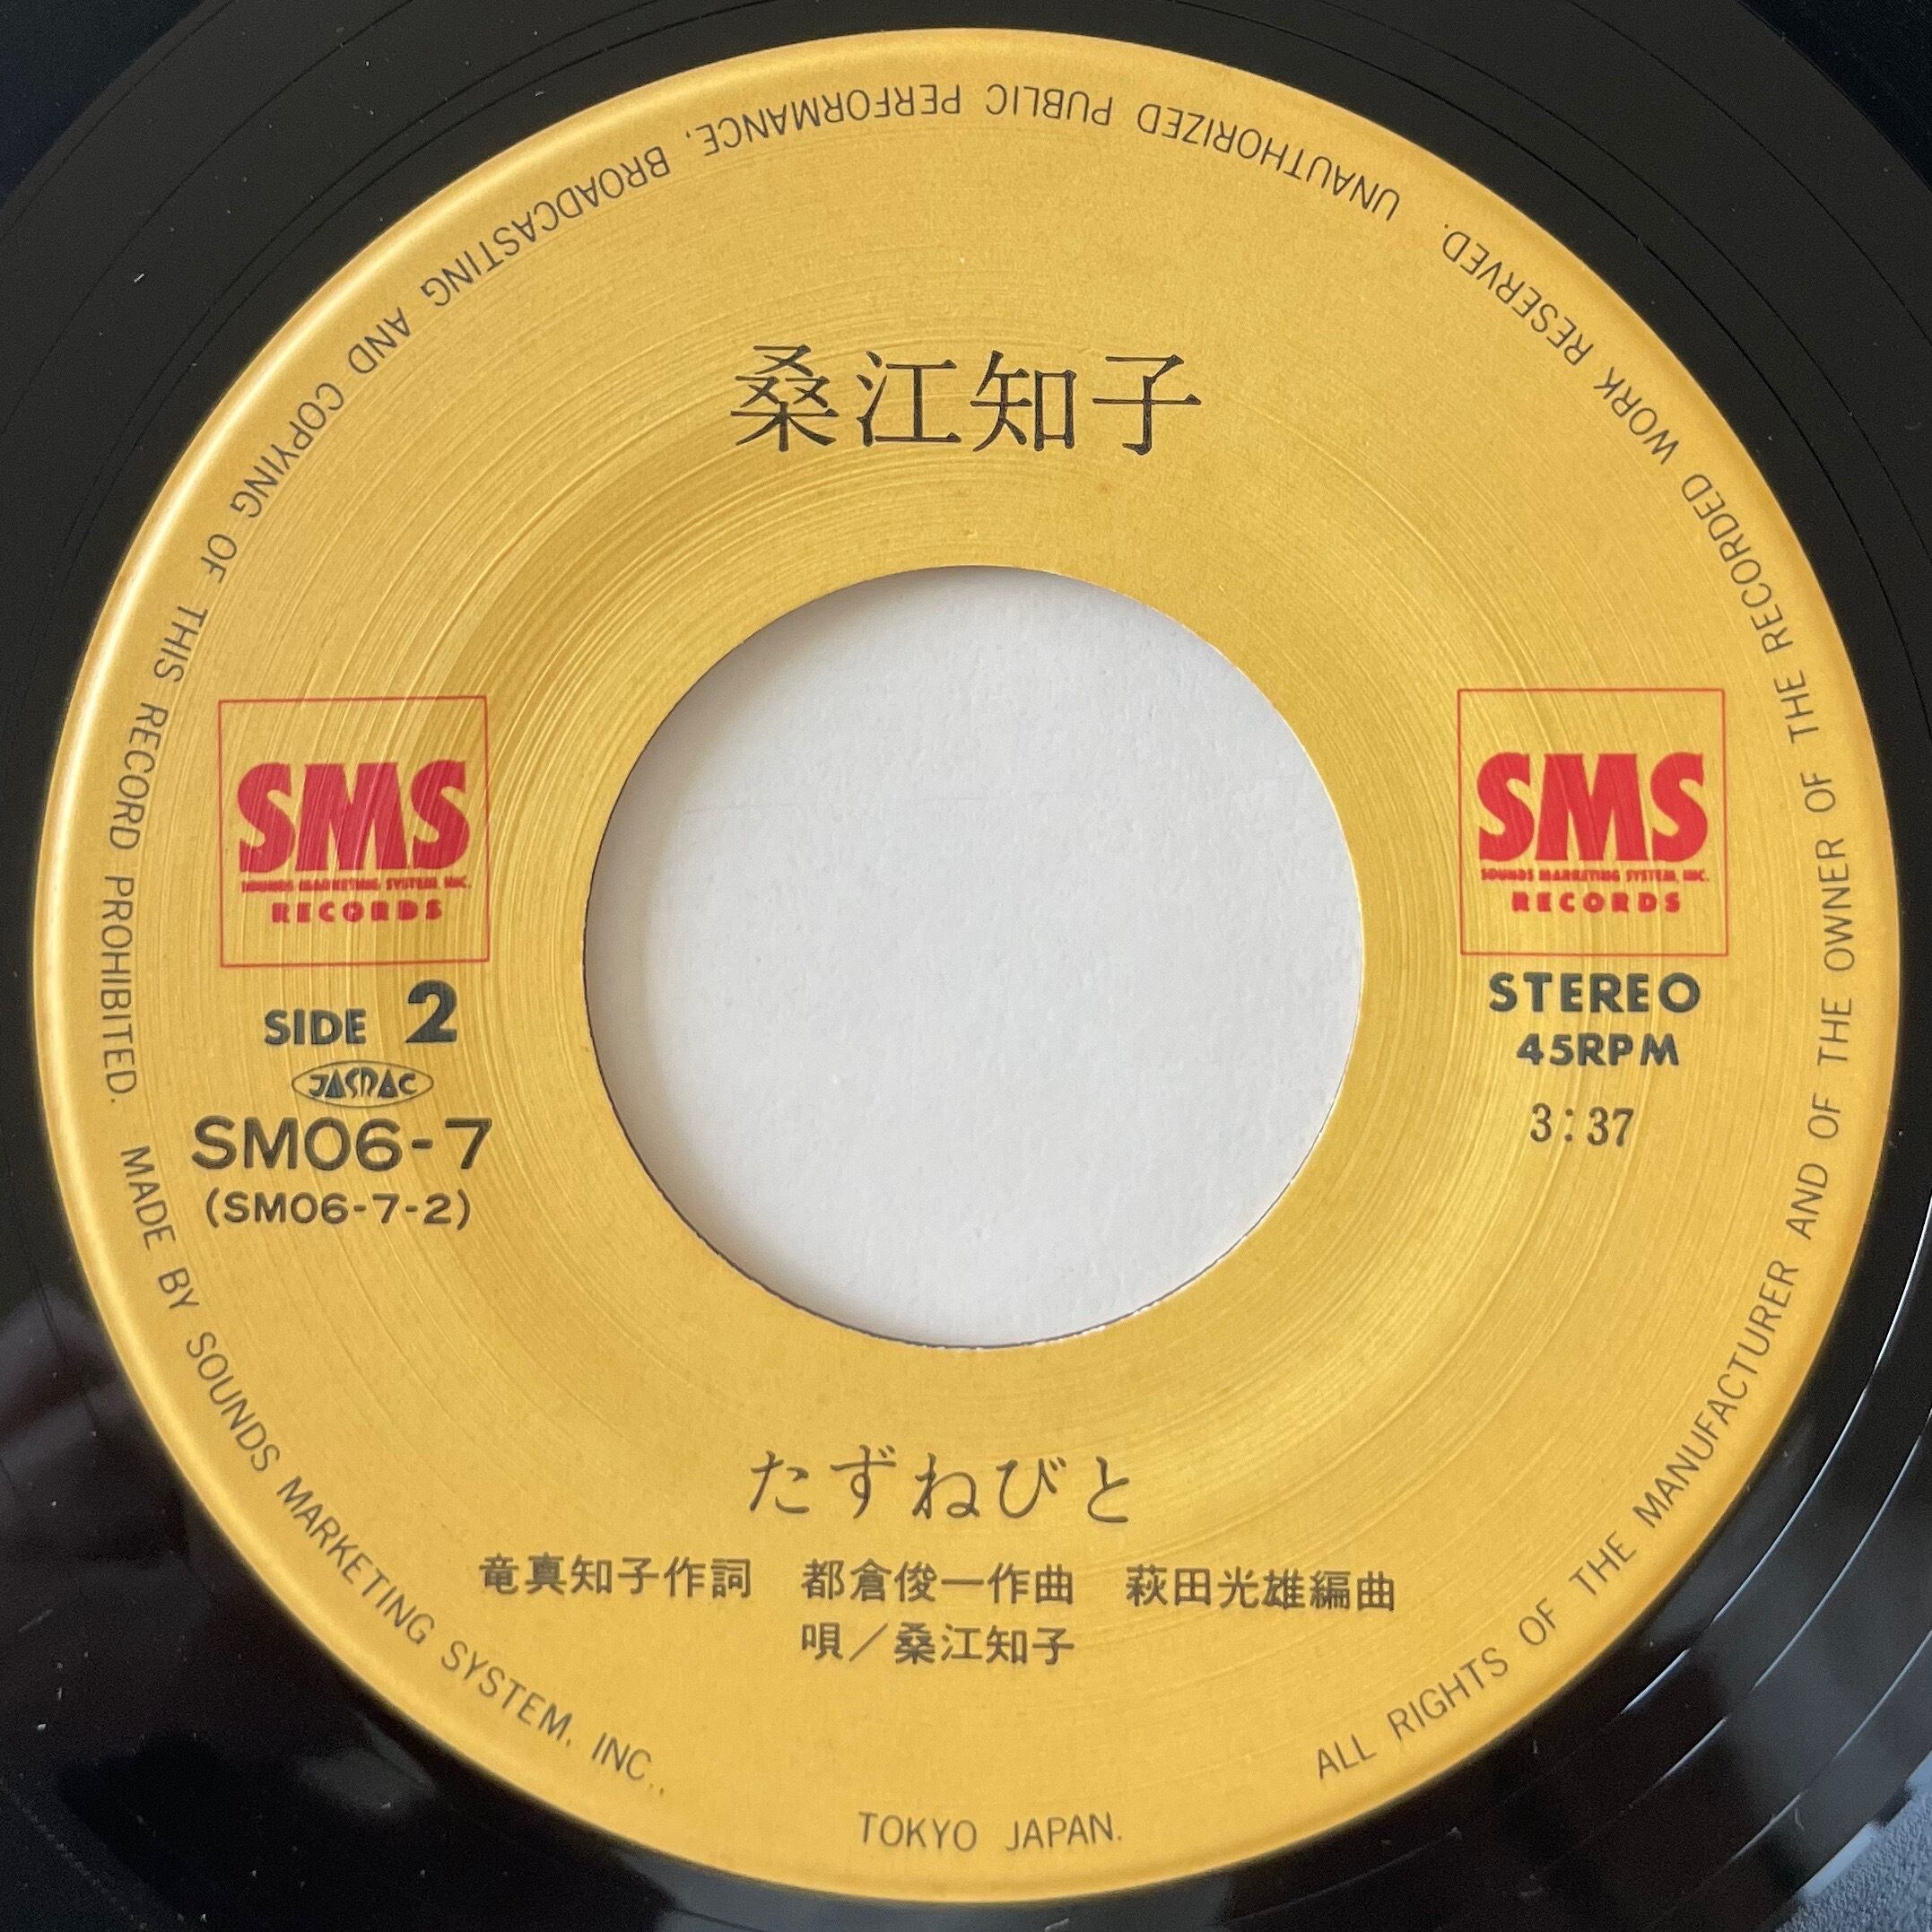 桑江知子
SMS
SOUNDS MARKETING SYSTEM, INC.
RECORDS
SIDE 2
JASRAC
SM06-7
(SM06-7-2)
SMS
SOUNDS MARKETING SYSTEM, INC.
RECORDS
STEREO
45RPM
3:37
たずねびと
竜真知子作詞 都倉俊一作曲 萩田光雄編曲
唄／桑江知子
ALL RIGHTS OF THE MANUFACTURER AND OF THE OWNER OF THE RECORDED WORK RESERVED. UNAUTHORIZED PUBLIC PERFORMANCE, BROADCASTING AND COPYING OF THIS RECORD PROHIBITED. MADE BY SOUNDS MARKETING SYSTEM, INC.,
TOKYO JAPAN.